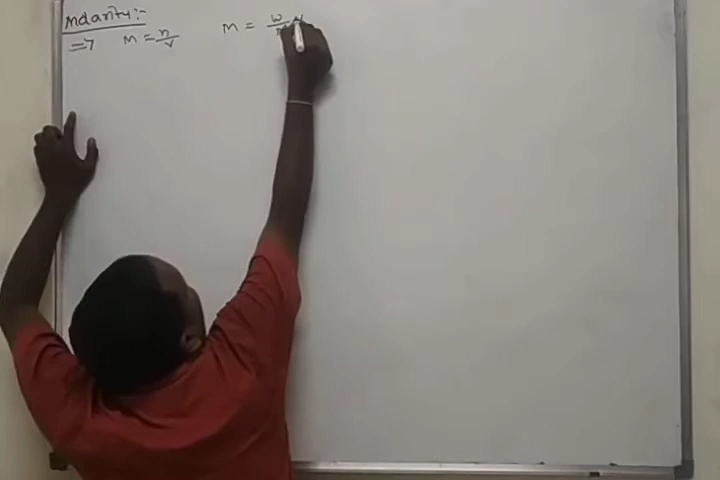 Molarity:-
=> M = n/V M = W/